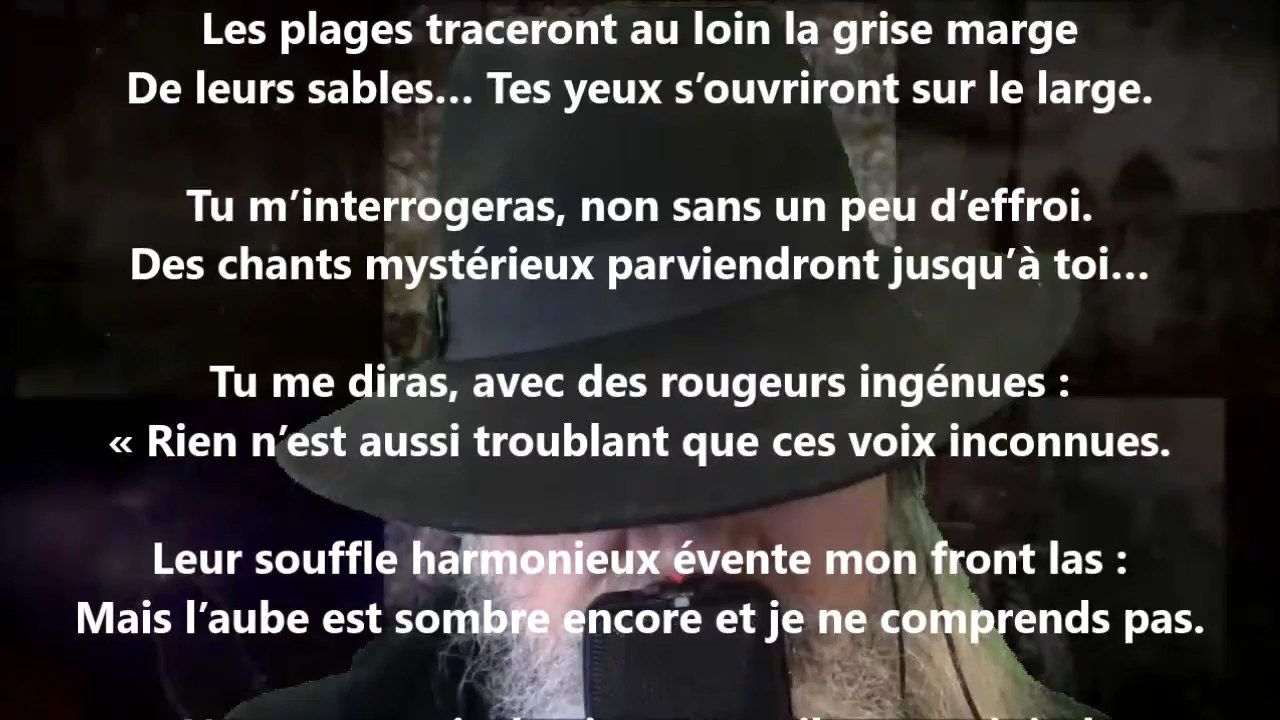 Les plages traceront au loin la grise marge
De leurs sables… Tes yeux s’ouvriront sur le large.
Tu m’interrogeras, non sans un peu d’effroi.
Des chants mystérieux parviendront jusqu’à toi…
Tu me diras, avec des rougeurs ingénues :
« Rien n’est aussi troublant que ces voix inconnues.
Leur souffle harmonieux évente mon front las :
Mais l’aube est sombre encore et je ne comprends pas.